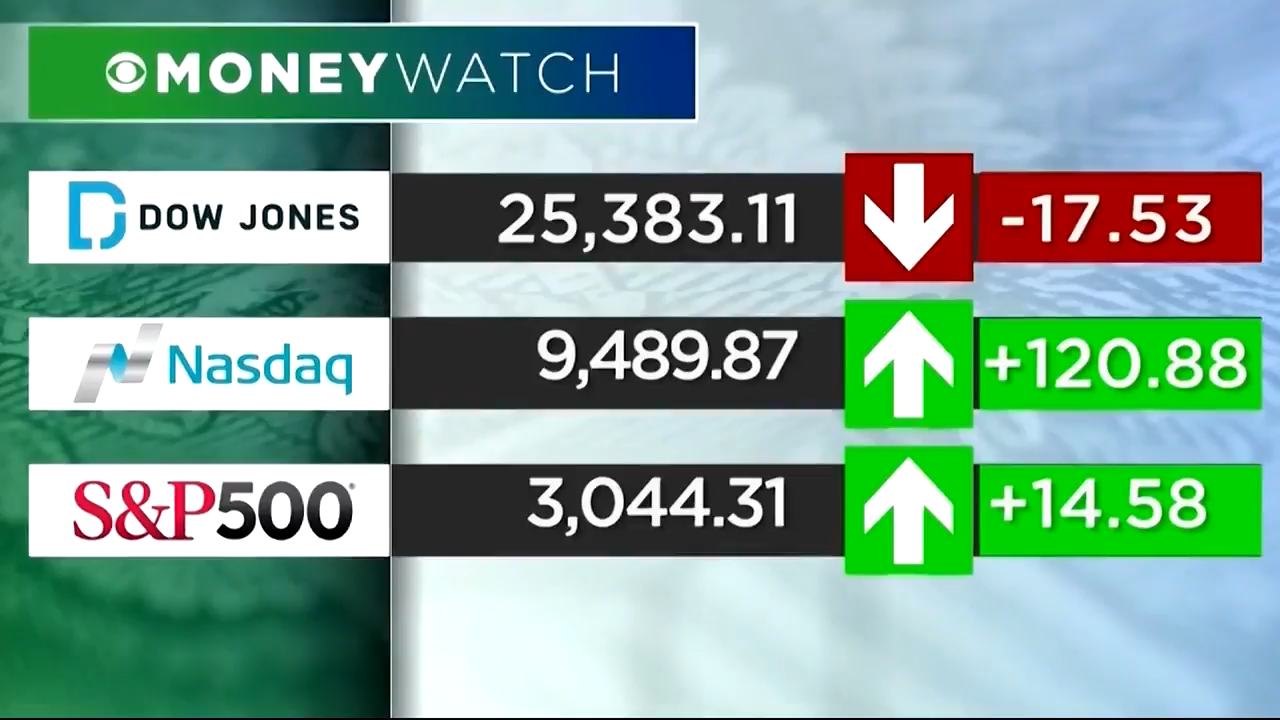 MONEYWATCH
DOW JONES 25,383.11 -17.53
Nasdaq 9,489.87 +120.88
S&P500® 3,044.31 +14.58